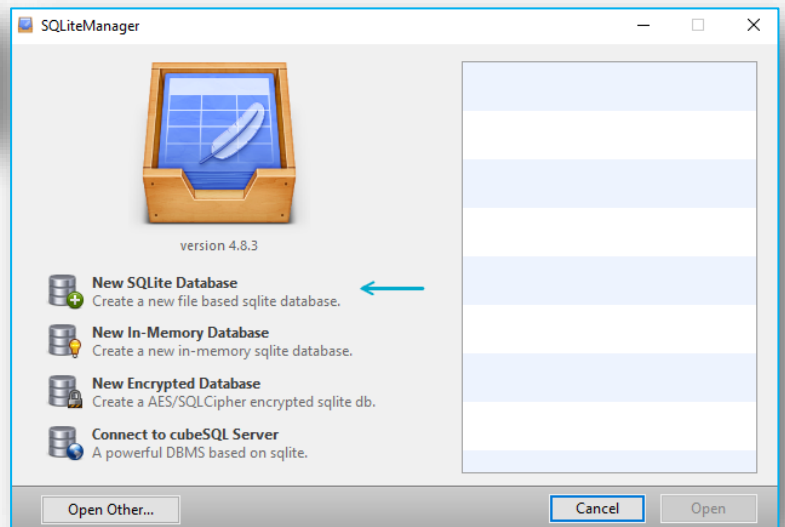 SQLiteManager
version 4.8.3
New SQLite Database
Create a new file based sqlite database.
New In-Memory Database
Create a new in-memory sqlite database.
New Encrypted Database
Create a AES/SQLCipher encrypted sqlite db.
Connect to cubeSQL Server
A powerful DBMS based on sqlite.
Open Other...
Cancel
Open